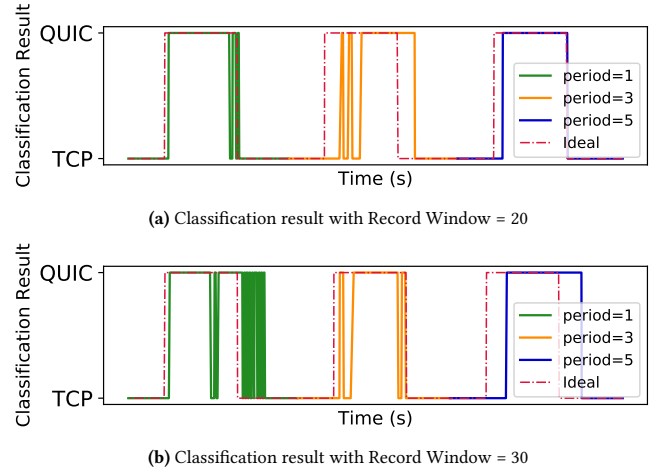 Classification Result
QUIC
TCP
period=1
period=3
period=5
Ideal
Time (s)
(a) Classification result with Record Window = 20
Classification Result
QUIC
TCP
period=1
period=3
period=5
Ideal
Time (s)
(b) Classification result with Record Window = 30